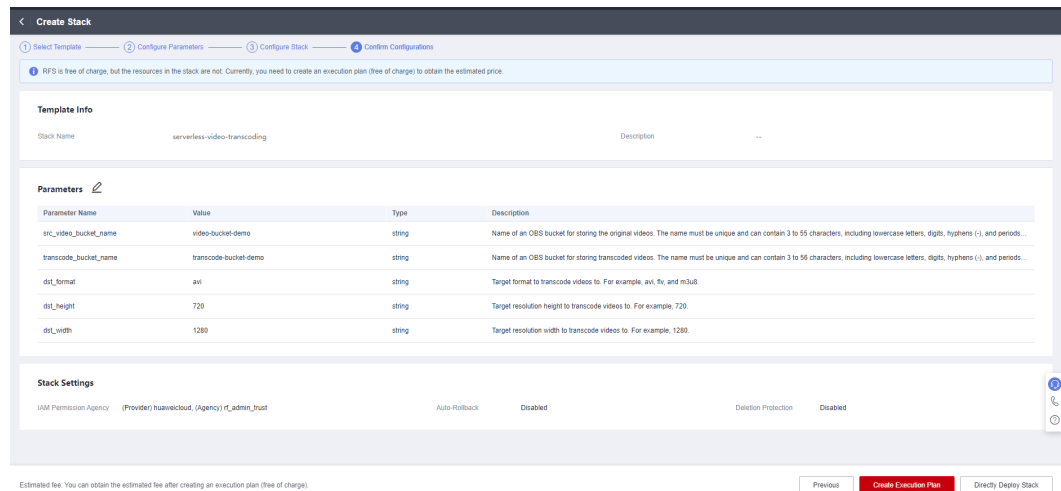 Create Stack
1 Select Template 2 Configure Parameters 3 Configure Stack 4 Confirm Configurations
RFS is free of charge, but the resources in the stack are not. Currently, you need to create an execution plan (free of charge) to obtain the estimated price.
Template Info
Stack Name serverless-video-transcoding Description --
Parameters
Parameter Name Value Type Description
src_video_bucket_name video-bucket-demo string Name of an OBS bucket for storing the original videos. The name must be unique and can contain 3 to 55 characters, including lowercase letters, digits, hyphens (-), and periods...
transcode_bucket_name transcode-bucket-demo string Name of an OBS bucket for storing transcoded videos. The name must be unique and can contain 3 to 56 characters, including lowercase letters, digits, hyphens (-), and periods...
dst_format avi string Target format to transcode videos to. For example, avi, flv, and m3u8.
dst_height 720 string Target resolution height to transcode videos to. For example, 720.
dst_width 1280 string Target resolution width to transcode videos to. For example, 1280.
Stack Settings
IAM Permission Agency (Provider) huaweicloud, (Agency) rf_admin_trust Auto-Rollback Disabled Deletion Protection Disabled
Estimated fee: You can obtain the estimated fee after creating an execution plan (free of charge). Previous Create Execution Plan Directly Deploy Stack